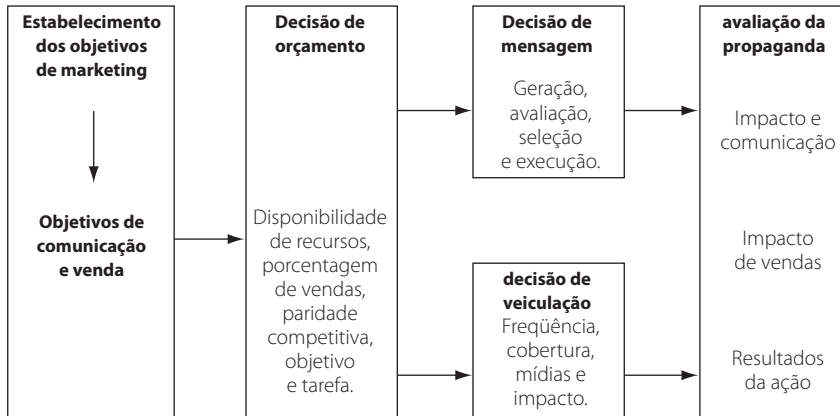 Estabelecimento
dos objetivos
de marketing
Objetivos de
comunicação
e venda
Decisão de
orçamento
Disponibilidade
de recursos,
porcentagem
de vendas,
paridade
competitiva,
objetivo
e tarefa.
Decisão de
mensagem
Geração,
avaliação,
seleção
e execução.
decisão de
veiculação
Freqüência,
cobertura,
mídias e
impacto.
avaliação da
propaganda
Impacto e
comunicação
Impacto
de vendas
Resultados
da ação